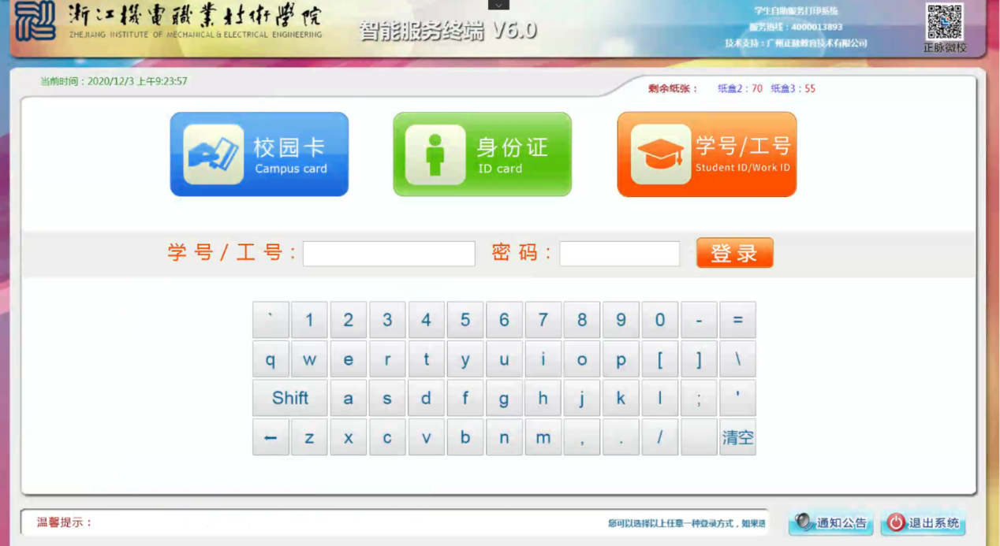 浙江機電職業技術學院
ZHEJIANG INSTITUTE OF MECHANICAL & ELECTRICAL ENGINEERING
智能服务终端 V6.0
学生自助服务打印系统
服务热线：4000013893
技术支持：广州正脉教育技术有限公司
正脉微校
当前时间：2020/12/3 上午9:23:57
剩余纸张： 纸盒2：70 纸盒3：55
校园卡
Campus card
身份证
ID card
学号/工号
Student ID/Work ID
学号/工号： 密码： 登录
` 1 2 3 4 5 6 7 8 9 0 - =
q w e r t y u i o p [ ] \
Shift a s d f g h j k l ; '
← z x c v b n m , . / 清空
温馨提示： 您可以选择以上任意一种登录方式，如果选
通知公告 退出系统